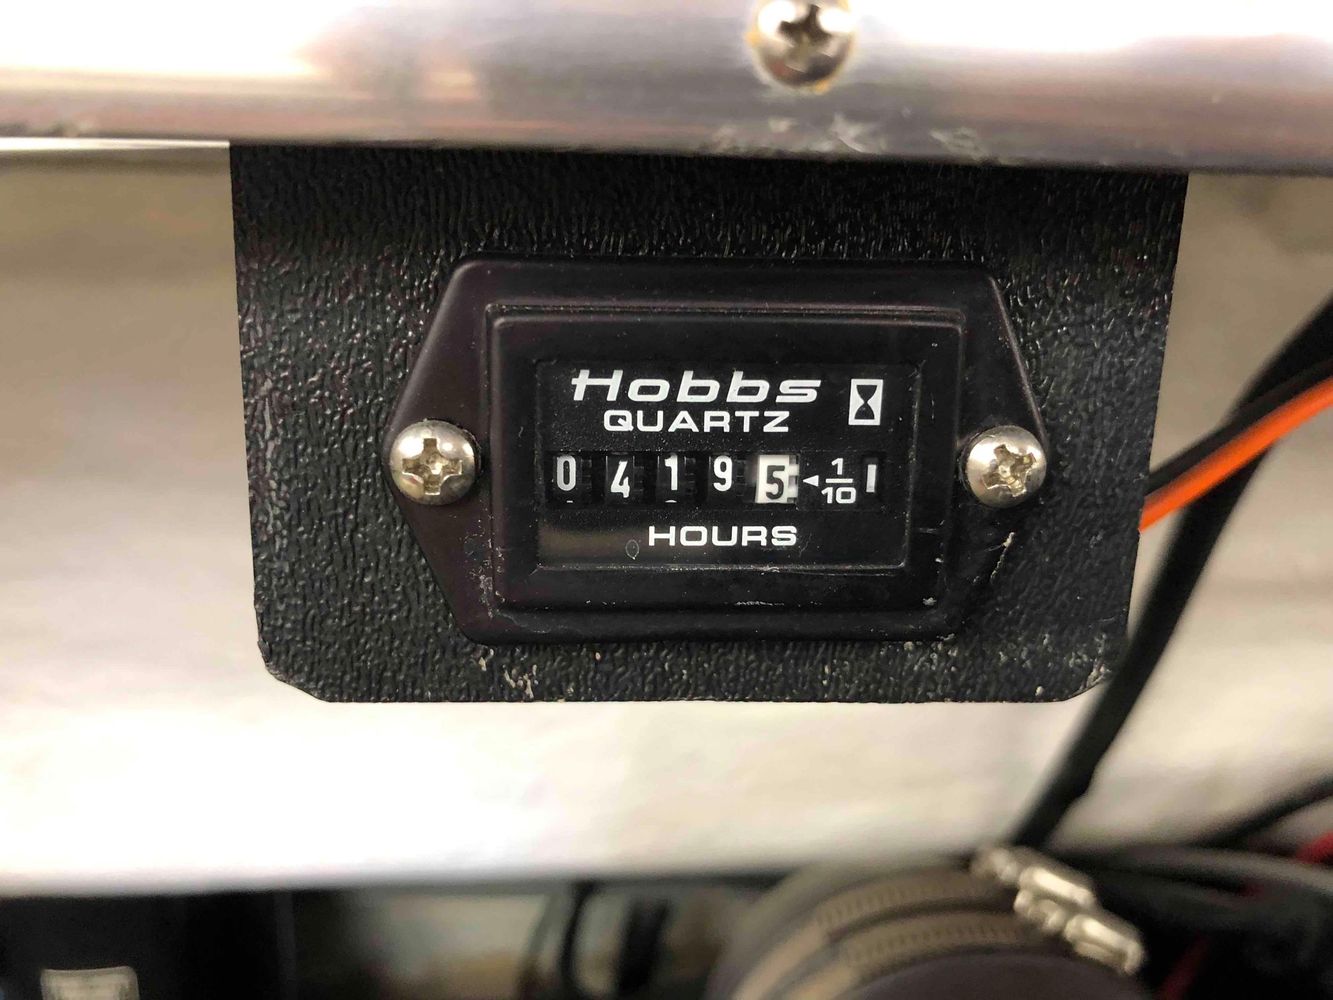 Hobbs
QUARTZ
0 4 1 9 5 ◄ 1/10
HOURS